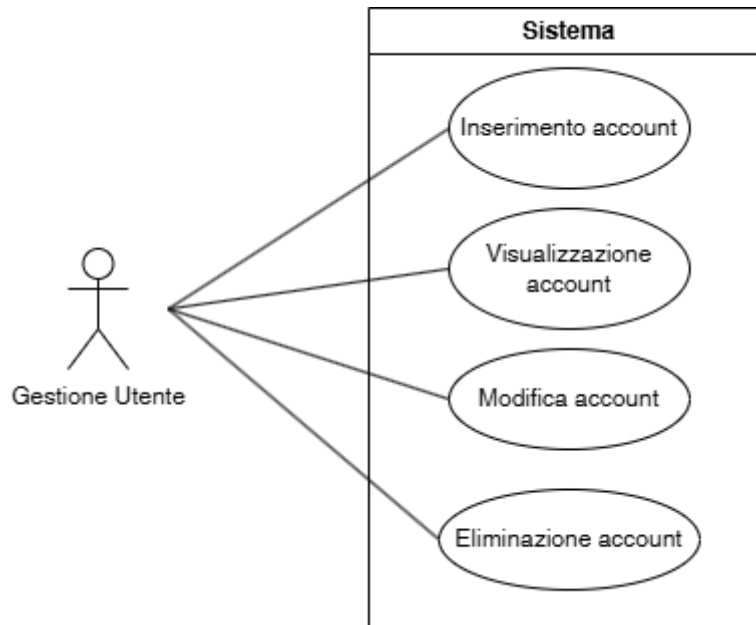 Sistema
Inserimento account
Visualizzazione
account
Gestione Utente
Modifica account
Eliminazione account